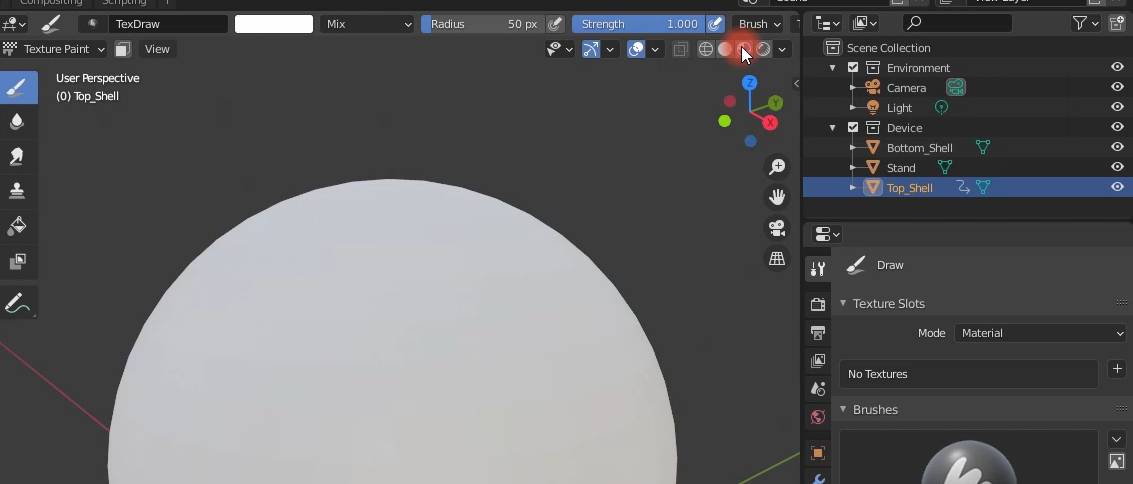 Compositing Scripting +
TexDraw Mix Radius 50 px Strength 1.000 Brush
Texture Paint View
User Perspective
(0) Top_Shell
Z
Y
X
Scene Collection
Environment
Camera
Light
Device
Bottom_Shell
Stand
Top_Shell
Draw
Texture Slots
Mode Material
No Textures
Brushes